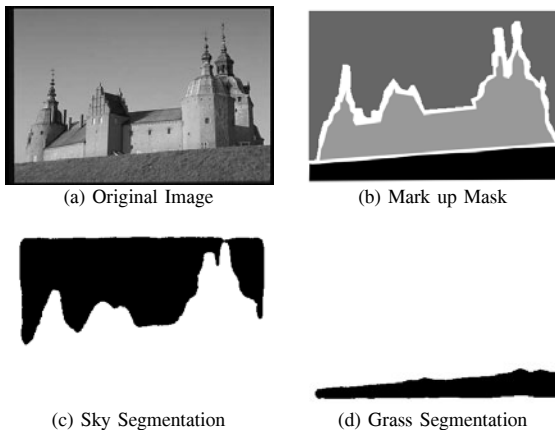 (a) Original Image
(b) Mark up Mask
(c) Sky Segmentation
(d) Grass Segmentation